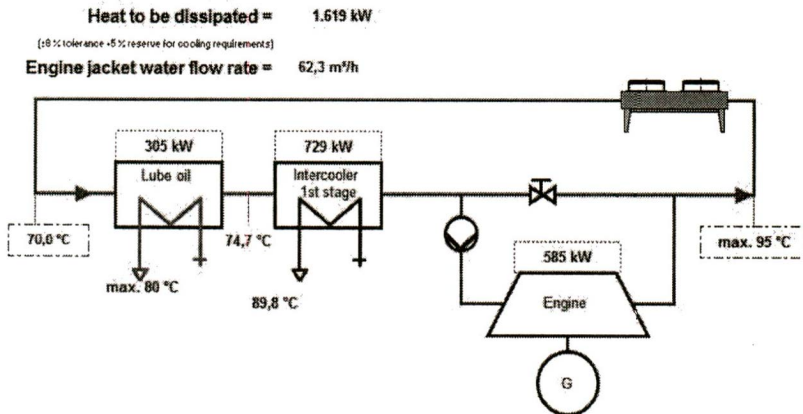 Heat to be dissipated = 1.619 kW
(±8 % tolerance +5 % reserve for cooling requirements)
Engine jacket water flow rate = 62,3 m³/h
305 kW
729 kW
Lube oil
Intercooler
1st stage
70,0 °C
74,7 °C
max. 95 °C
max. 80 °C
89,8 °C
585 kW
Engine
G